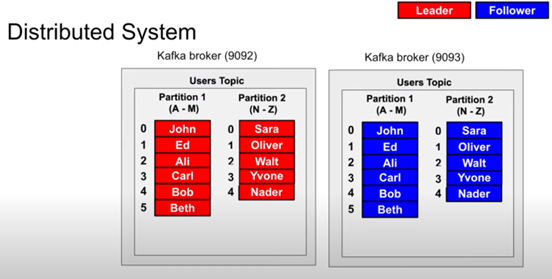 Leader
Follower
Distributed System
Kafka broker (9092)
Users Topic
Partition 1
(A - M)
0 John
1 Ed
2 Ali
3 Carl
4 Bob
5 Beth
Partition 2
(N - Z)
0 Sara
1 Oliver
2 Walt
3 Yvone
4 Nader
Kafka broker (9093)
Users Topic
Partition 1
(A - M)
0 John
1 Ed
2 Ali
3 Carl
4 Bob
5 Beth
Partition 2
(N - Z)
0 Sara
1 Oliver
2 Walt
3 Yvone
4 Nader